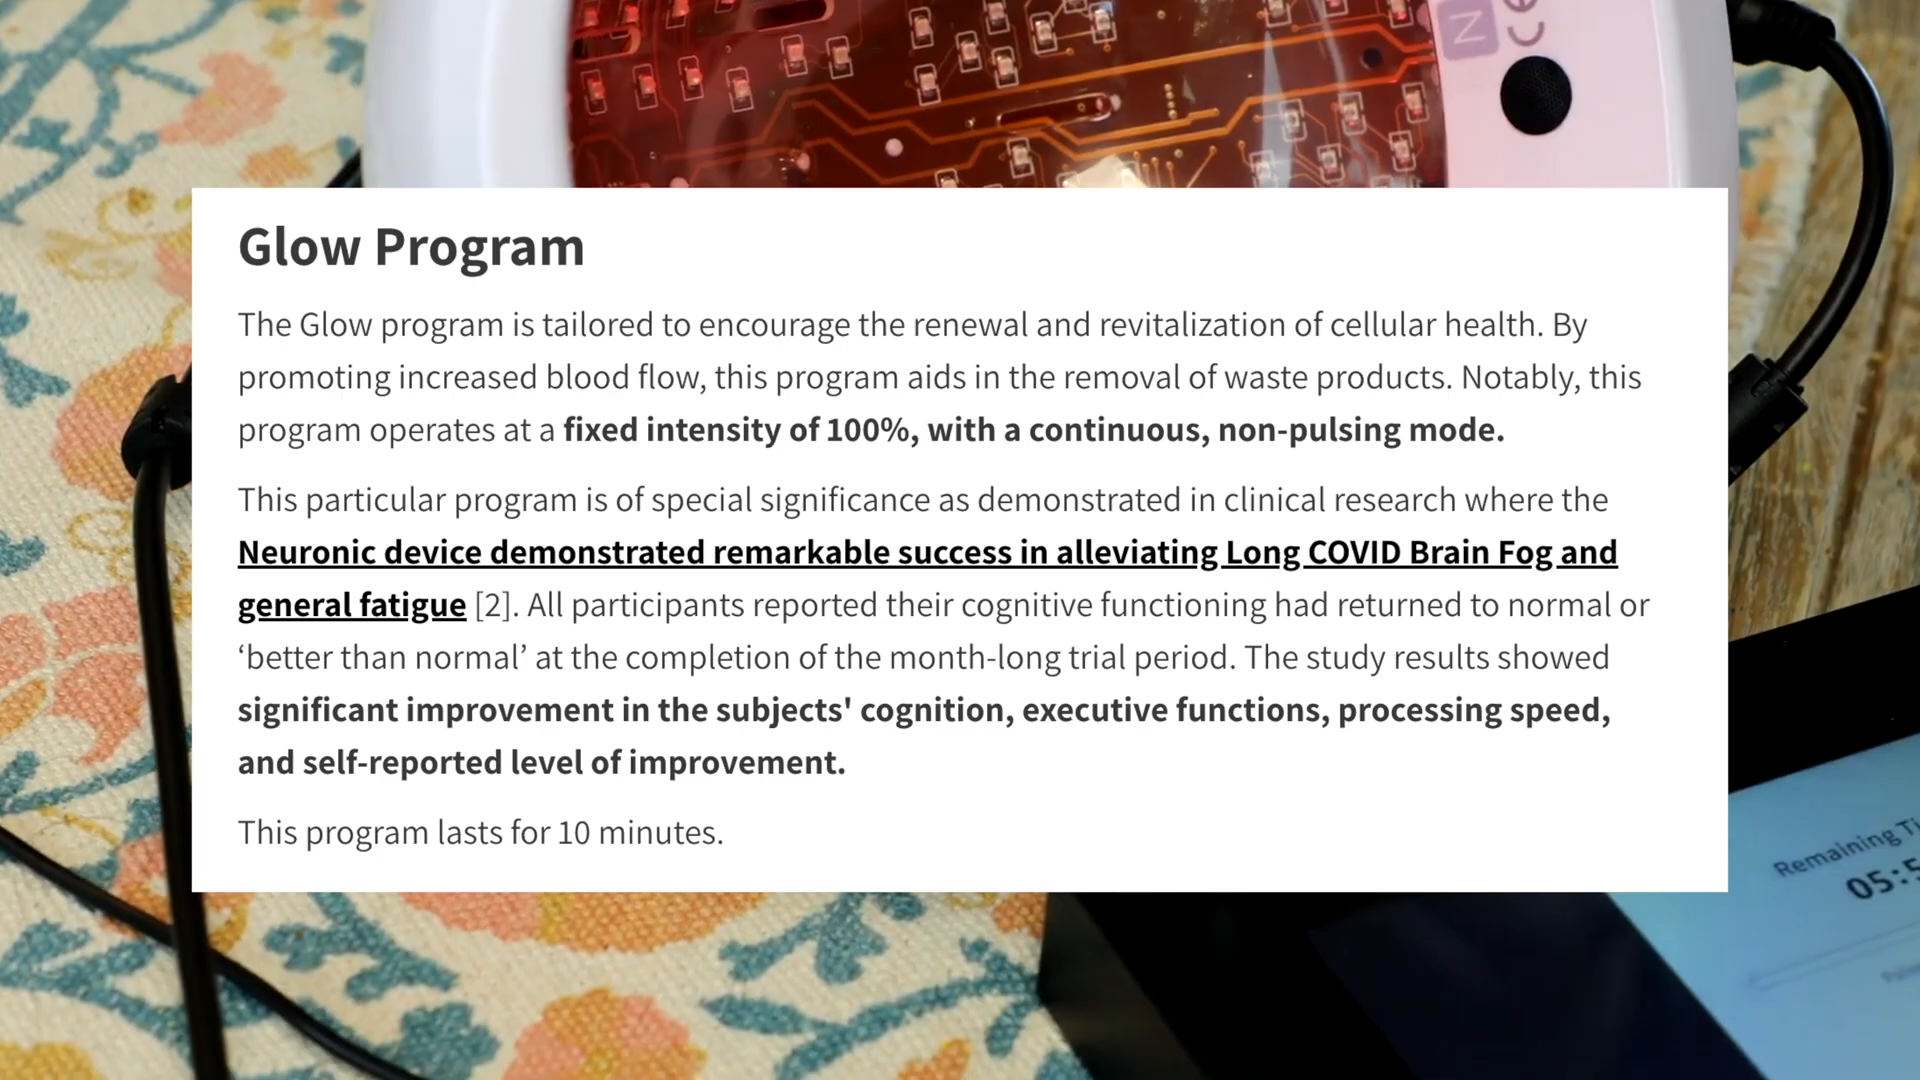 N CE
Glow Program
The Glow program is tailored to encourage the renewal and revitalization of cellular health. By
promoting increased blood flow, this program aids in the removal of waste products. Notably, this
program operates at a fixed intensity of 100%, with a continuous, non-pulsing mode.
This particular program is of special significance as demonstrated in clinical research where the
Neuronic device demonstrated remarkable success in alleviating Long COVID Brain Fog and
general fatigue [2]. All participants reported their cognitive functioning had returned to normal or
‘better than normal’ at the completion of the month-long trial period. The study results showed
significant improvement in the subjects' cognition, executive functions, processing speed,
and self-reported level of improvement.
This program lasts for 10 minutes.
Remaining Ti
05:5